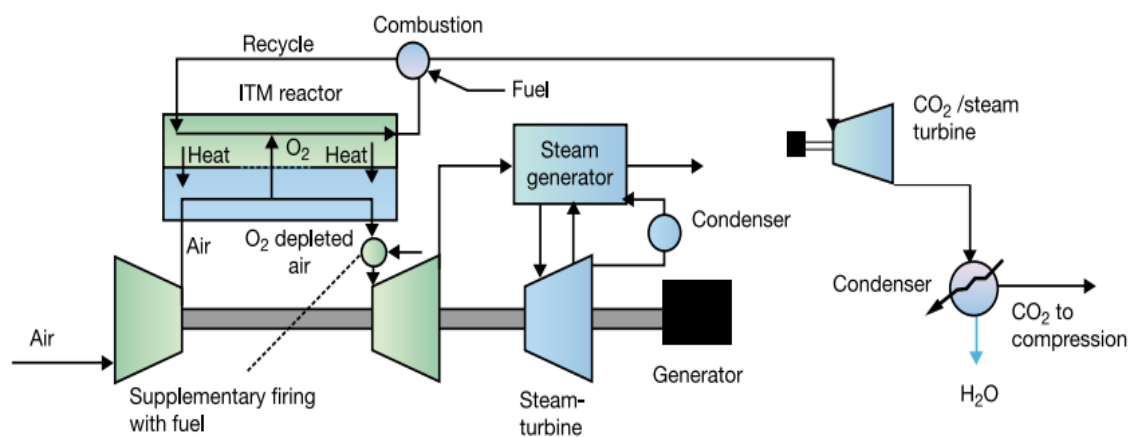 Combustion
Recycle
Fuel
ITM reactor
CO₂ /steam
turbine
Heat
O₂
Heat
Steam
generator
Condenser
Air
O₂ depleted
air
Condenser
CO₂ to
compression
Air
Supplementary firing
with fuel
Steam-
turbine
Generator
H₂O